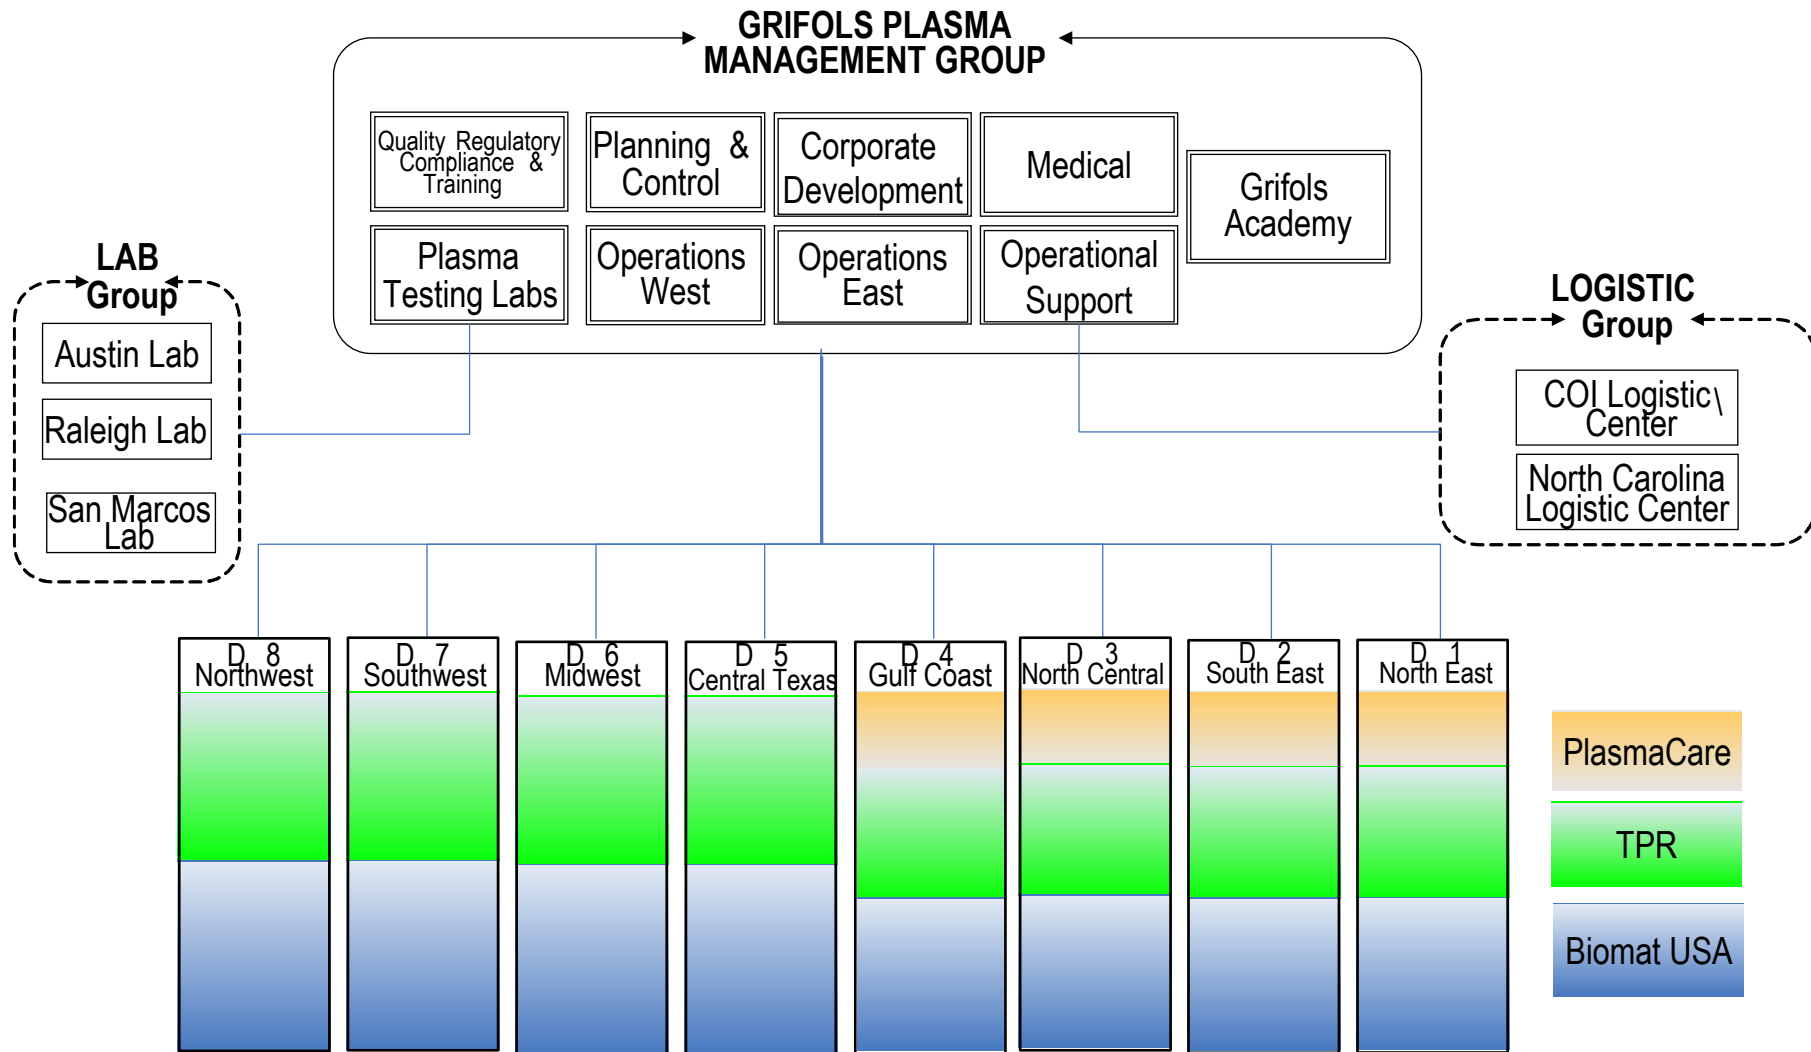 GRIFOLS PLASMA
MANAGEMENT GROUP
Quality Regulatory
Compliance &
Training
Planning &
Control
Corporate
Development
Medical
Grifols
Academy
Plasma
Testing Labs
Operations
West
Operations
East
Operational
Support
LAB
Group
Austin Lab
Raleigh Lab
San Marcos
Lab
LOGISTIC
Group
COI Logistic\
Center
North Carolina
Logistic Center
D 8
Northwest
D 7
Southwest
D 6
Midwest
D 5
Central Texas
D 4
Gulf Coast
D 3
North Central
D 2
South East
D 1
North East
PlasmaCare
TPR
Biomat USA